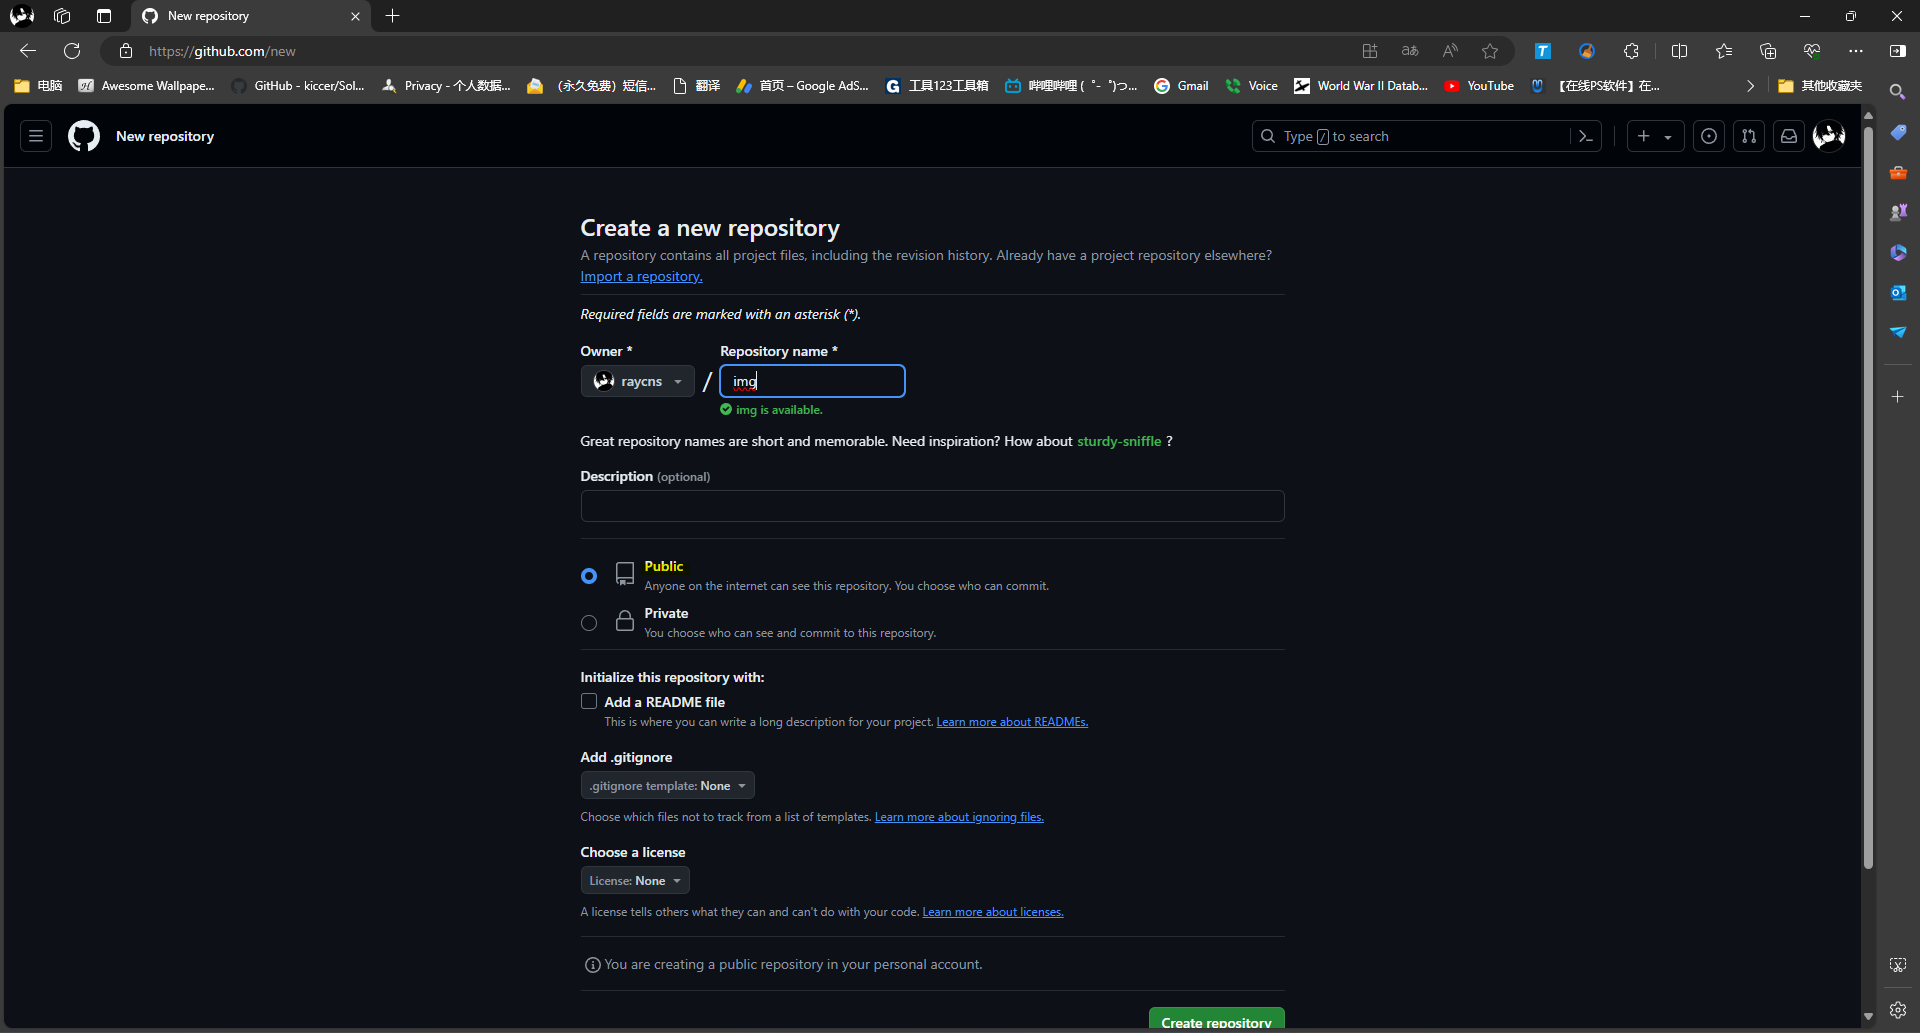 New repository
https://github.com/new
电脑
Awesome Wallpape...
GitHub - kiccer/Sol...
Privacy - 个人数据...
（永久免费）短信...
翻译
首页 – Google AdS...
工具123工具箱
哔哩哔哩 ( ゜- ゜)つ...
Gmail
Voice
World War II Datab...
YouTube
【在线PS软件】在...
其他收藏夹
New repository
Type / to search
Create a new repository
A repository contains all project files, including the revision history. Already have a project repository elsewhere?
Import a repository.
Required fields are marked with an asterisk (*).
Owner *
Repository name *
raycns
/
img
img is available.
Great repository names are short and memorable. Need inspiration? How about sturdy-sniffle ?
Description (optional)
Public
Anyone on the internet can see this repository. You choose who can commit.
Private
You choose who can see and commit to this repository.
Initialize this repository with:
Add a README file
This is where you can write a long description for your project. Learn more about READMEs.
Add .gitignore
.gitignore template: None
Choose which files not to track from a list of templates. Learn more about ignoring files.
Choose a license
License: None
A license tells others what they can and can't do with your code. Learn more about licenses.
You are creating a public repository in your personal account.
Create repository